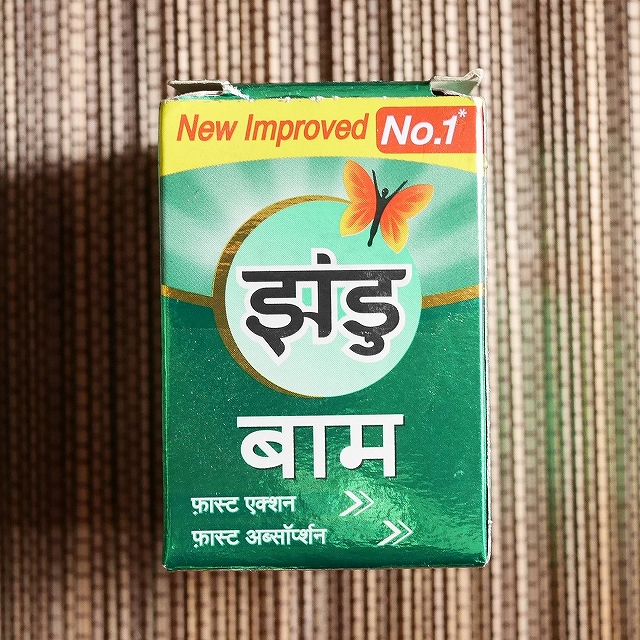 New Improved No.1*
झंडु
बाम
फ़ास्ट एक्शन
फ़ास्ट अब्सॉर्प्शन